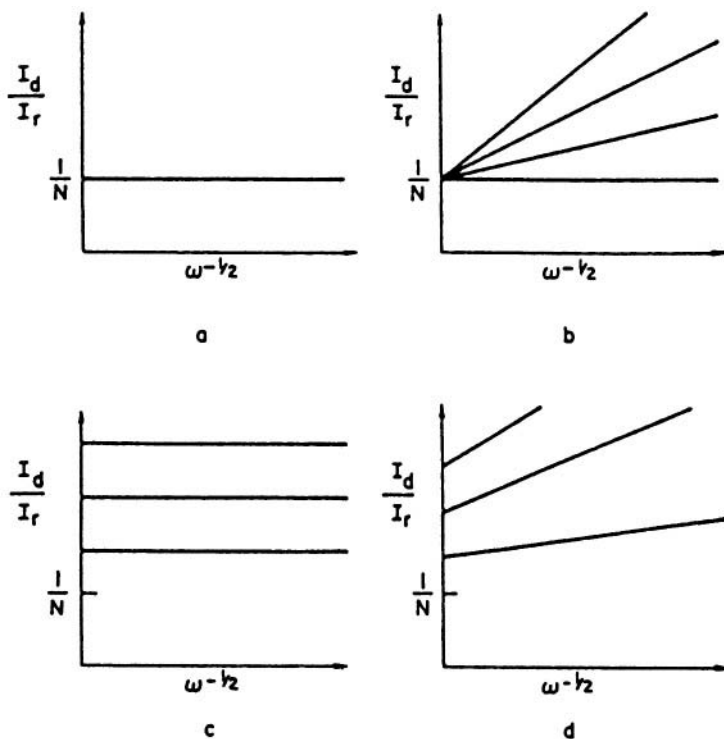 I_d/I_r
1/N
ω^-1/2
a
I_d/I_r
1/N
ω^-1/2
b
I_d/I_r
1/N
ω^-1/2
c
I_d/I_r
1/N
ω^-1/2
d